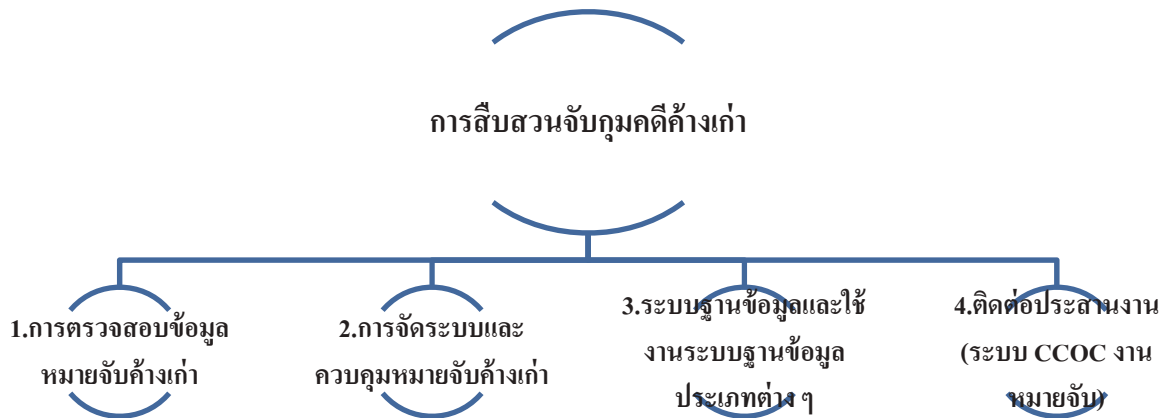 การสืบสวนจับกุมคดีค้างเก่า
1.การตรวจสอบข้อมูล
หมายจับค้างเก่า
2.การจัดระบบและ
ควบคุมหมายจับค้างเก่า
3.ระบบฐานข้อมูลและใช้
งานระบบฐานข้อมูล
ประเภทต่าง ๆ
4.ติดต่อประสานงาน
(ระบบ CCOC งาน
หมายจับ)